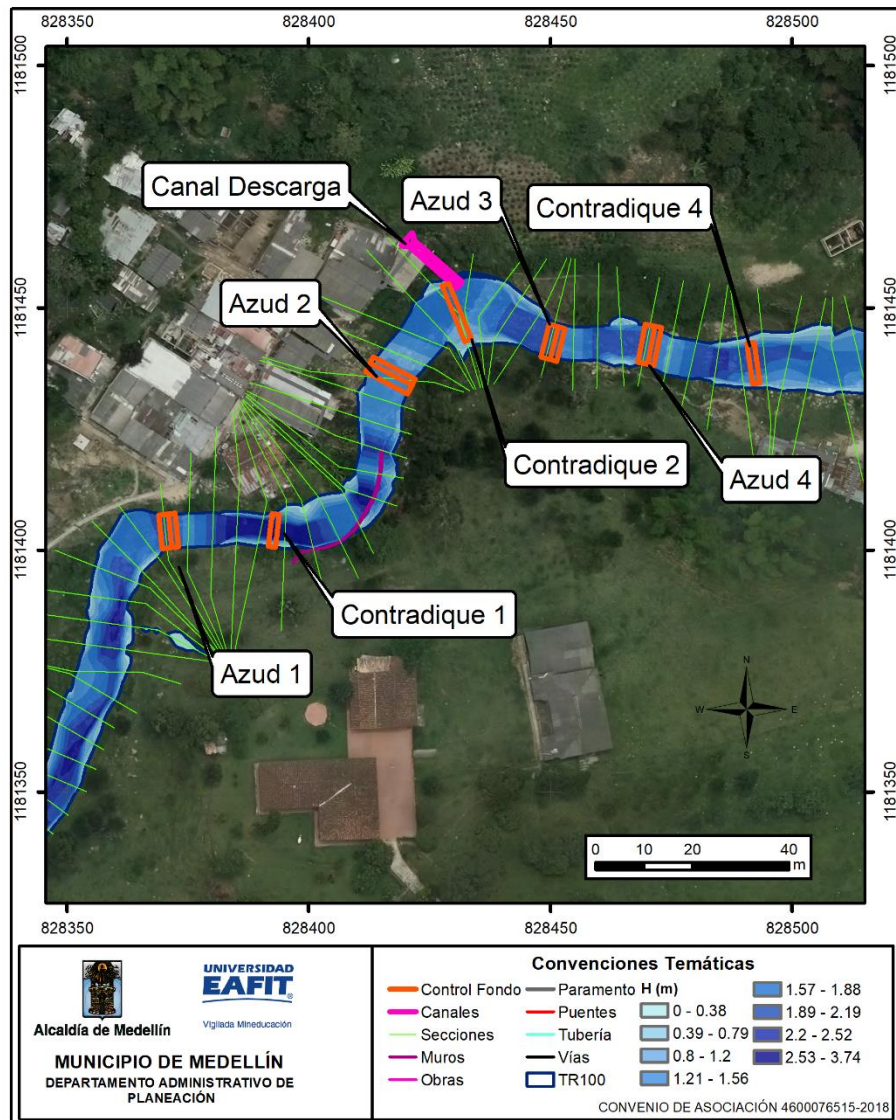 828350 828400 828450 828500
1181500 1181500
Canal Descarga
Azud 3
Contradique 4
Azud 2
1181450 1181450
Contradique 2
Azud 4
1181400 1181400
Contradique 1
Azud 1
N
W E
S
1181350 1181350
0 10 20 40
m
828350 828400 828450 828500
Alcaldía de Medellín
UNIVERSIDAD
EAFIT®
Vigilada Mineducación
MUNICIPIO DE MEDELLÍN
DEPARTAMENTO ADMINISTRATIVO DE
PLANEACIÓN
Convenciones Temáticas
Control Fondo
Canales
Secciones
Muros
Obras
Paramento
Puentes
Tubería
Vías
TR100
H (m)
0 - 0.38
0.39 - 0.79
0.8 - 1.2
1.21 - 1.56
1.57 - 1.88
1.89 - 2.19
2.2 - 2.52
2.53 - 3.74
CONVENIO DE ASOCIACIÓN 4600076515-2018